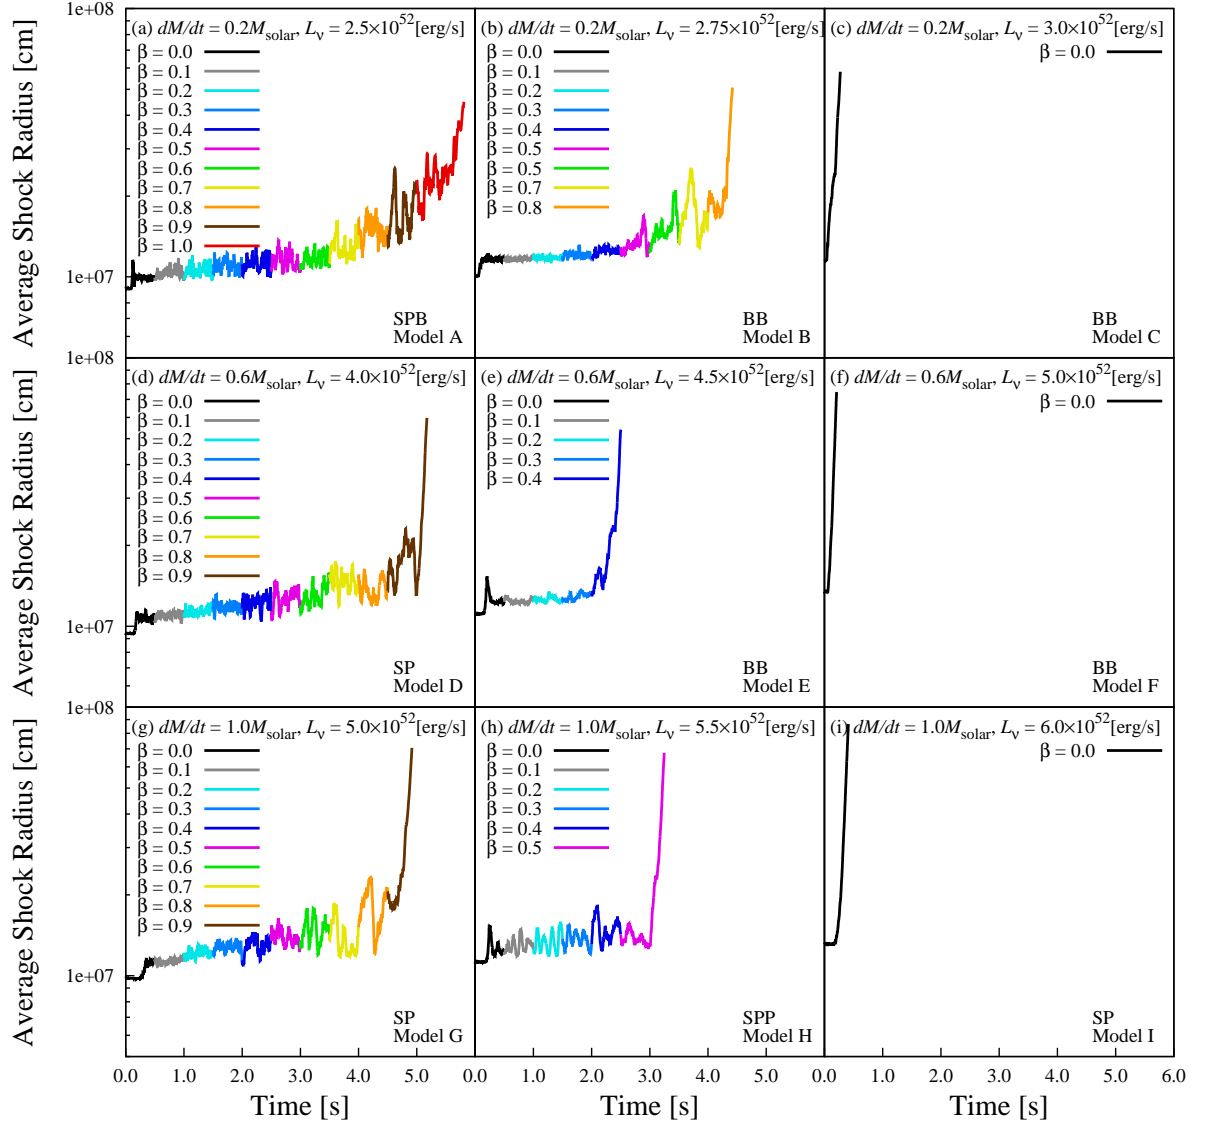 1e+08
(a) dM/dt = 0.2M_solar, L_ν = 2.5×10^52[erg/s]
β = 0.0
β = 0.1
β = 0.2
β = 0.3
β = 0.4
β = 0.5
β = 0.6
β = 0.7
β = 0.8
β = 0.9
β = 1.0
1e+07
Average Shock Radius [cm]
SPB
Model A
(b) dM/dt = 0.2M_solar, L_ν = 2.75×10^52[erg/s]
β = 0.0
β = 0.1
β = 0.2
β = 0.3
β = 0.4
β = 0.5
β = 0.5
β = 0.7
β = 0.8
BB
Model B
(c) dM/dt = 0.2M_solar, L_ν = 3.0×10^52[erg/s]
β = 0.0
BB
Model C
1e+08
(d) dM/dt = 0.6M_solar, L_ν = 4.0×10^52[erg/s]
β = 0.0
β = 0.1
β = 0.2
β = 0.3
β = 0.4
β = 0.5
β = 0.6
β = 0.7
β = 0.8
β = 0.9
1e+07
Average Shock Radius [cm]
SP
Model D
(e) dM/dt = 0.6M_solar, L_ν = 4.5×10^52[erg/s]
β = 0.0
β = 0.1
β = 0.2
β = 0.3
β = 0.4
BB
Model E
(f) dM/dt = 0.6M_solar, L_ν = 5.0×10^52[erg/s]
β = 0.0
BB
Model F
1e+08
(g) dM/dt = 1.0M_solar, L_ν = 5.0×10^52[erg/s]
β = 0.0
β = 0.1
β = 0.2
β = 0.3
β = 0.4
β = 0.5
β = 0.6
β = 0.7
β = 0.8
β = 0.9
1e+07
Average Shock Radius [cm]
SP
Model G
(h) dM/dt = 1.0M_solar, L_ν = 5.5×10^52[erg/s]
β = 0.0
β = 0.1
β = 0.2
β = 0.3
β = 0.4
β = 0.5
SPP
Model H
(i) dM/dt = 1.0M_solar, L_ν = 6.0×10^52[erg/s]
β = 0.0
SP
Model I
0.0 1.0 2.0 3.0 4.0 5.0 0.0 1.0 2.0 3.0 4.0 5.0 0.0 1.0 2.0 3.0 4.0 5.0 6.0
Time [s] Time [s] Time [s]